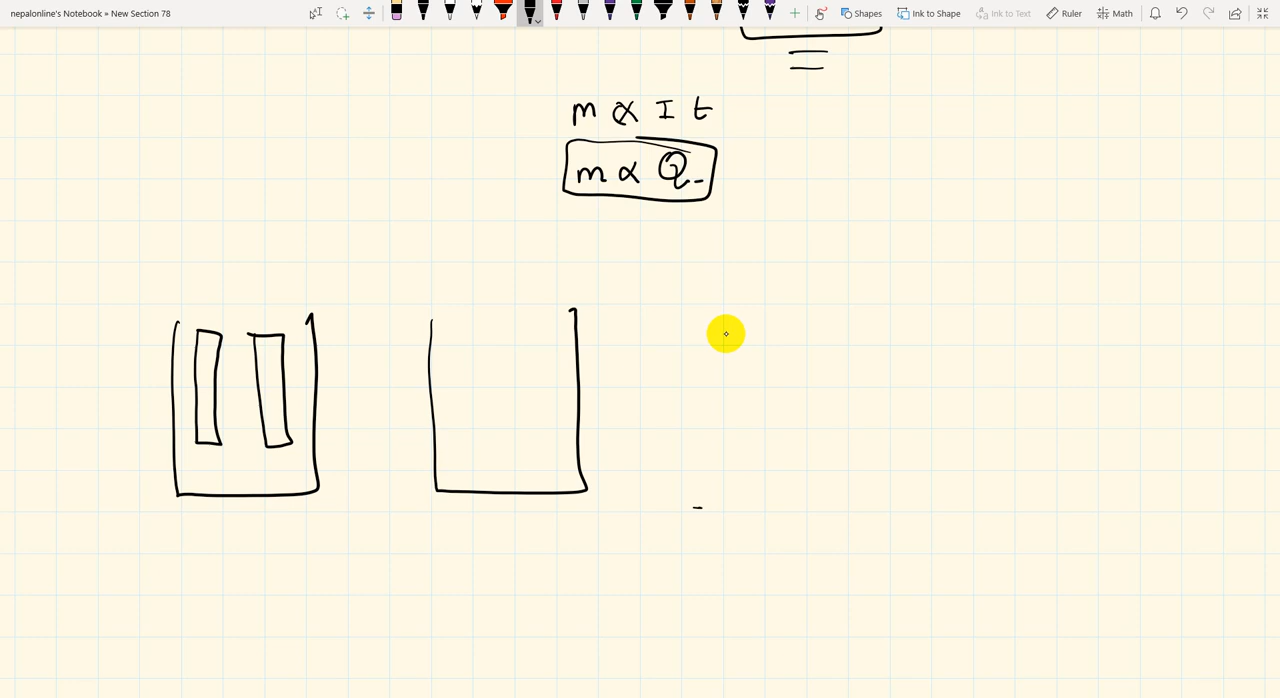 nepalonline's Notebook » New Section 78
Shapes
Ink to Shape
Ink to Text
Ruler
Math
m ∝ I t
m ∝ Q